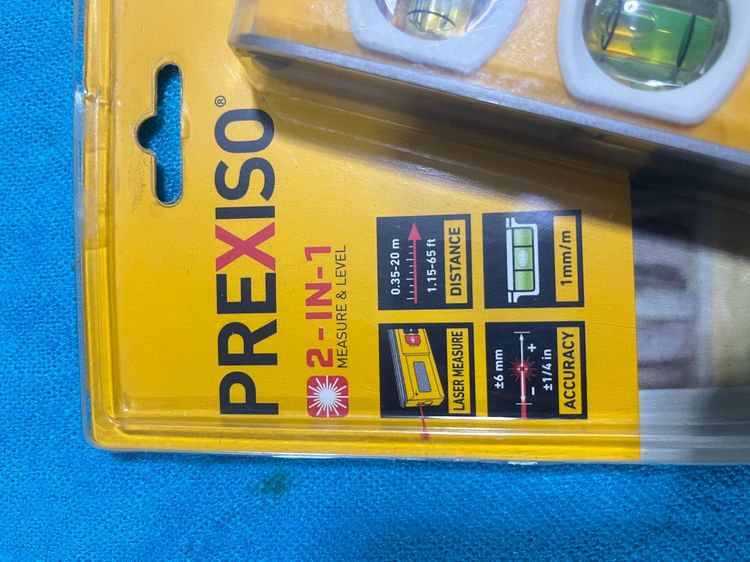 PREXISO®
2-IN-1
MEASURE & LEVEL
0.35-20 m
1.15-65 ft
DISTANCE
1mm/m
LASER MEASURE
±6 mm
+
-
±1/4 in
ACCURACY